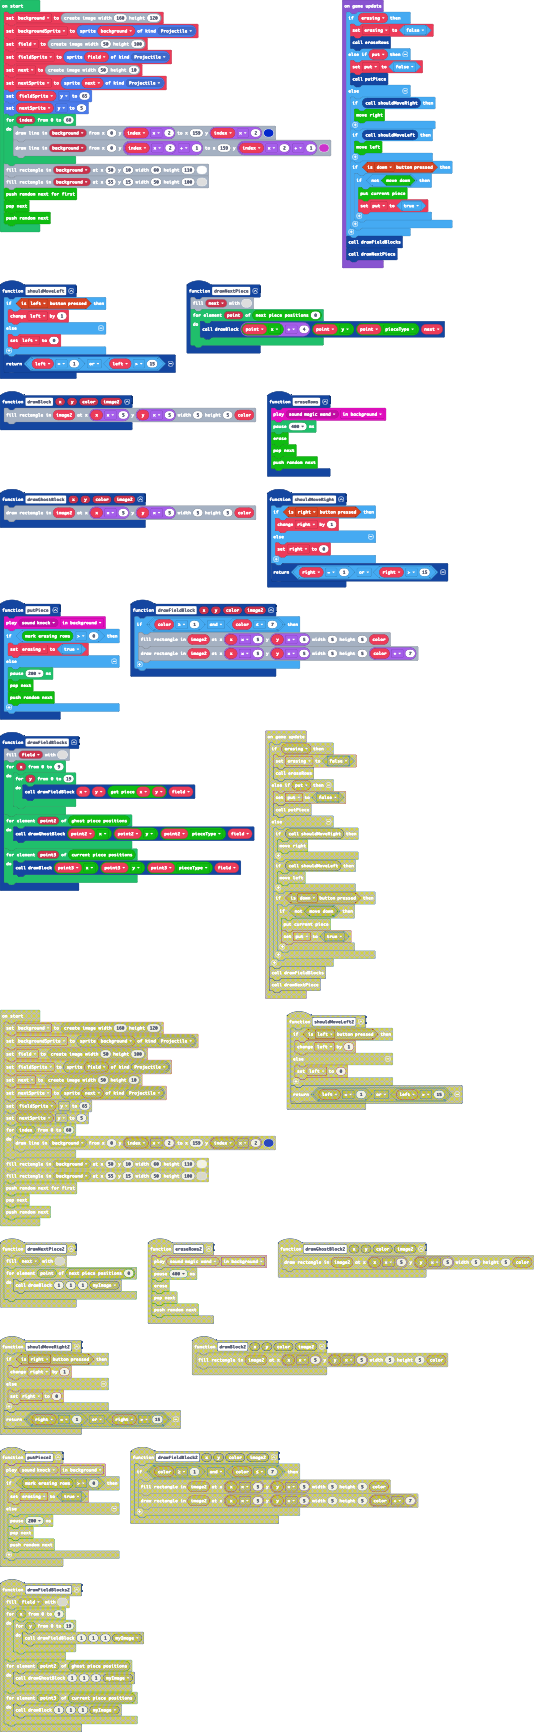 on start
set background to create image width 160 height 120
set backgroundSprite to sprite background of kind Projectile
set field to create image width 50 height 100
set fieldSprite to sprite field of kind Projectile
set next to create image width 50 height 10
set nextSprite to sprite next of kind Projectile
set fieldSprite y to 65
set nextSprite y to 5
for index from 0 to 60
do draw line in background from x 0 y index × 2 to x 159 y index × 2
draw line in background from x 0 y index × 2 + 1 to x 159 y index × 2 + 1
fill rectangle in background at x 50 y 10 width 60 height 110
fill rectangle in background at x 55 y 15 width 50 height 100
push random next for first
pop next
push random next
on game update
if erasing then
set erasing to false
call eraseRows
else if put then
set put to false
call putPiece
else
if call shouldMoveRight then
move right
if call shouldMoveLeft then
move left
if is down button pressed then
if not move down then
put current piece
set put to true
call drawFieldBlocks
call drawNextPiece
function shouldMoveLeft
if is left button pressed then
change left by 1
else
set left to 0
return left = 1 or left > 15
function drawNextPiece
fill next with
for element point of next piece positions 0
do call drawBlock point x + 4 point y point pieceType next
function drawBlock x y color image2
fill rectangle in image2 at x x × 5 y y × 5 width 5 height 5 color
function eraseRows
play sound magic wand in background
pause 400 ms
erase
pop next
push random next
function drawGhostBlock x y color image2
draw rectangle in image2 at x x × 5 y y × 5 width 5 height 5 color
function shouldMoveRight
if is right button pressed then
change right by 1
else
set right to 0
return right = 1 or right > 15
function putPiece
play sound knock in background
if mark erasing rows > 0 then
set erasing to true
else
pause 200 ms
pop next
push random next
function drawFieldBlock x y color image2
if color ≥ 1 and color ≤ 7 then
fill rectangle in image2 at x x × 5 y y × 5 width 5 height 5 color
draw rectangle in image2 at x x × 5 y y × 5 width 5 height 5 color + 7
function drawFieldBlocks
fill field with
for x from 0 to 9
do for y from 0 to 19
do call drawFieldBlock x y get piece x y field
for element point2 of ghost piece positions
do call drawGhostBlock point2 x point2 y point2 pieceType field
for element point3 of current piece positions
do call drawBlock point3 x point3 y point3 pieceType field
on game update
if erasing then
set erasing to false
call eraseRows
else if put then
set put to false
call putPiece
else
if call shouldMoveRight then
move right
if call shouldMoveLeft then
move left
if is down button pressed then
if not move down then
put current piece
set put to true
call drawFieldBlocks
call drawNextPiece
on start
set background to create image width 160 height 120
set backgroundSprite to sprite background of kind Projectile
set field to create image width 50 height 100
set fieldSprite to sprite field of kind Projectile
set next to create image width 50 height 10
set nextSprite to sprite next of kind Projectile
set fieldSprite y to 65
set nextSprite y to 5
for index from 0 to 60
do draw line in background from x 0 y index × 2 to x 159 y index × 2
fill rectangle in background at x 50 y 10 width 60 height 110
fill rectangle in background at x 55 y 15 width 50 height 100
push random next for first
pop next
push random next
function shouldMoveLeft2
if is left button pressed then
change left by 1
else
set left to 0
return left = 1 or left > 15
function drawNextPiece2
fill next with
for element point of next piece positions 0
do call drawBlock 1 1 1 myImage
function eraseRows2
play sound magic wand in background
pause 400 ms
erase
pop next
push random next
function drawGhostBlock2 x y color image2
draw rectangle in image2 at x x × 5 y y × 5 width 5 height 5 color
function shouldMoveRight2
if is right button pressed then
change right by 1
else
set right to 0
return right = 1 or right > 15
function drawBlock2 x y color image2
fill rectangle in image2 at x x × 5 y y × 5 width 5 height 5 color
function putPiece2
play sound knock in background
if mark erasing rows > 0 then
set erasing to true
else
pause 200 ms
pop next
push random next
function drawFieldBlock2 x y color image2
if color ≥ 1 and color ≤ 7 then
fill rectangle in image2 at x x × 5 y y × 5 width 5 height 5 color
draw rectangle in image2 at x x × 5 y y × 5 width 5 height 5 color + 7
function drawFieldBlocks2
fill field with
for x from 0 to 9
do for y from 0 to 19
do call drawFieldBlock 1 1 1 myImage
for element point2 of ghost piece positions
do call drawGhostBlock 1 1 1 myImage
for element point3 of current piece positions
do call drawBlock 1 1 1 myImage